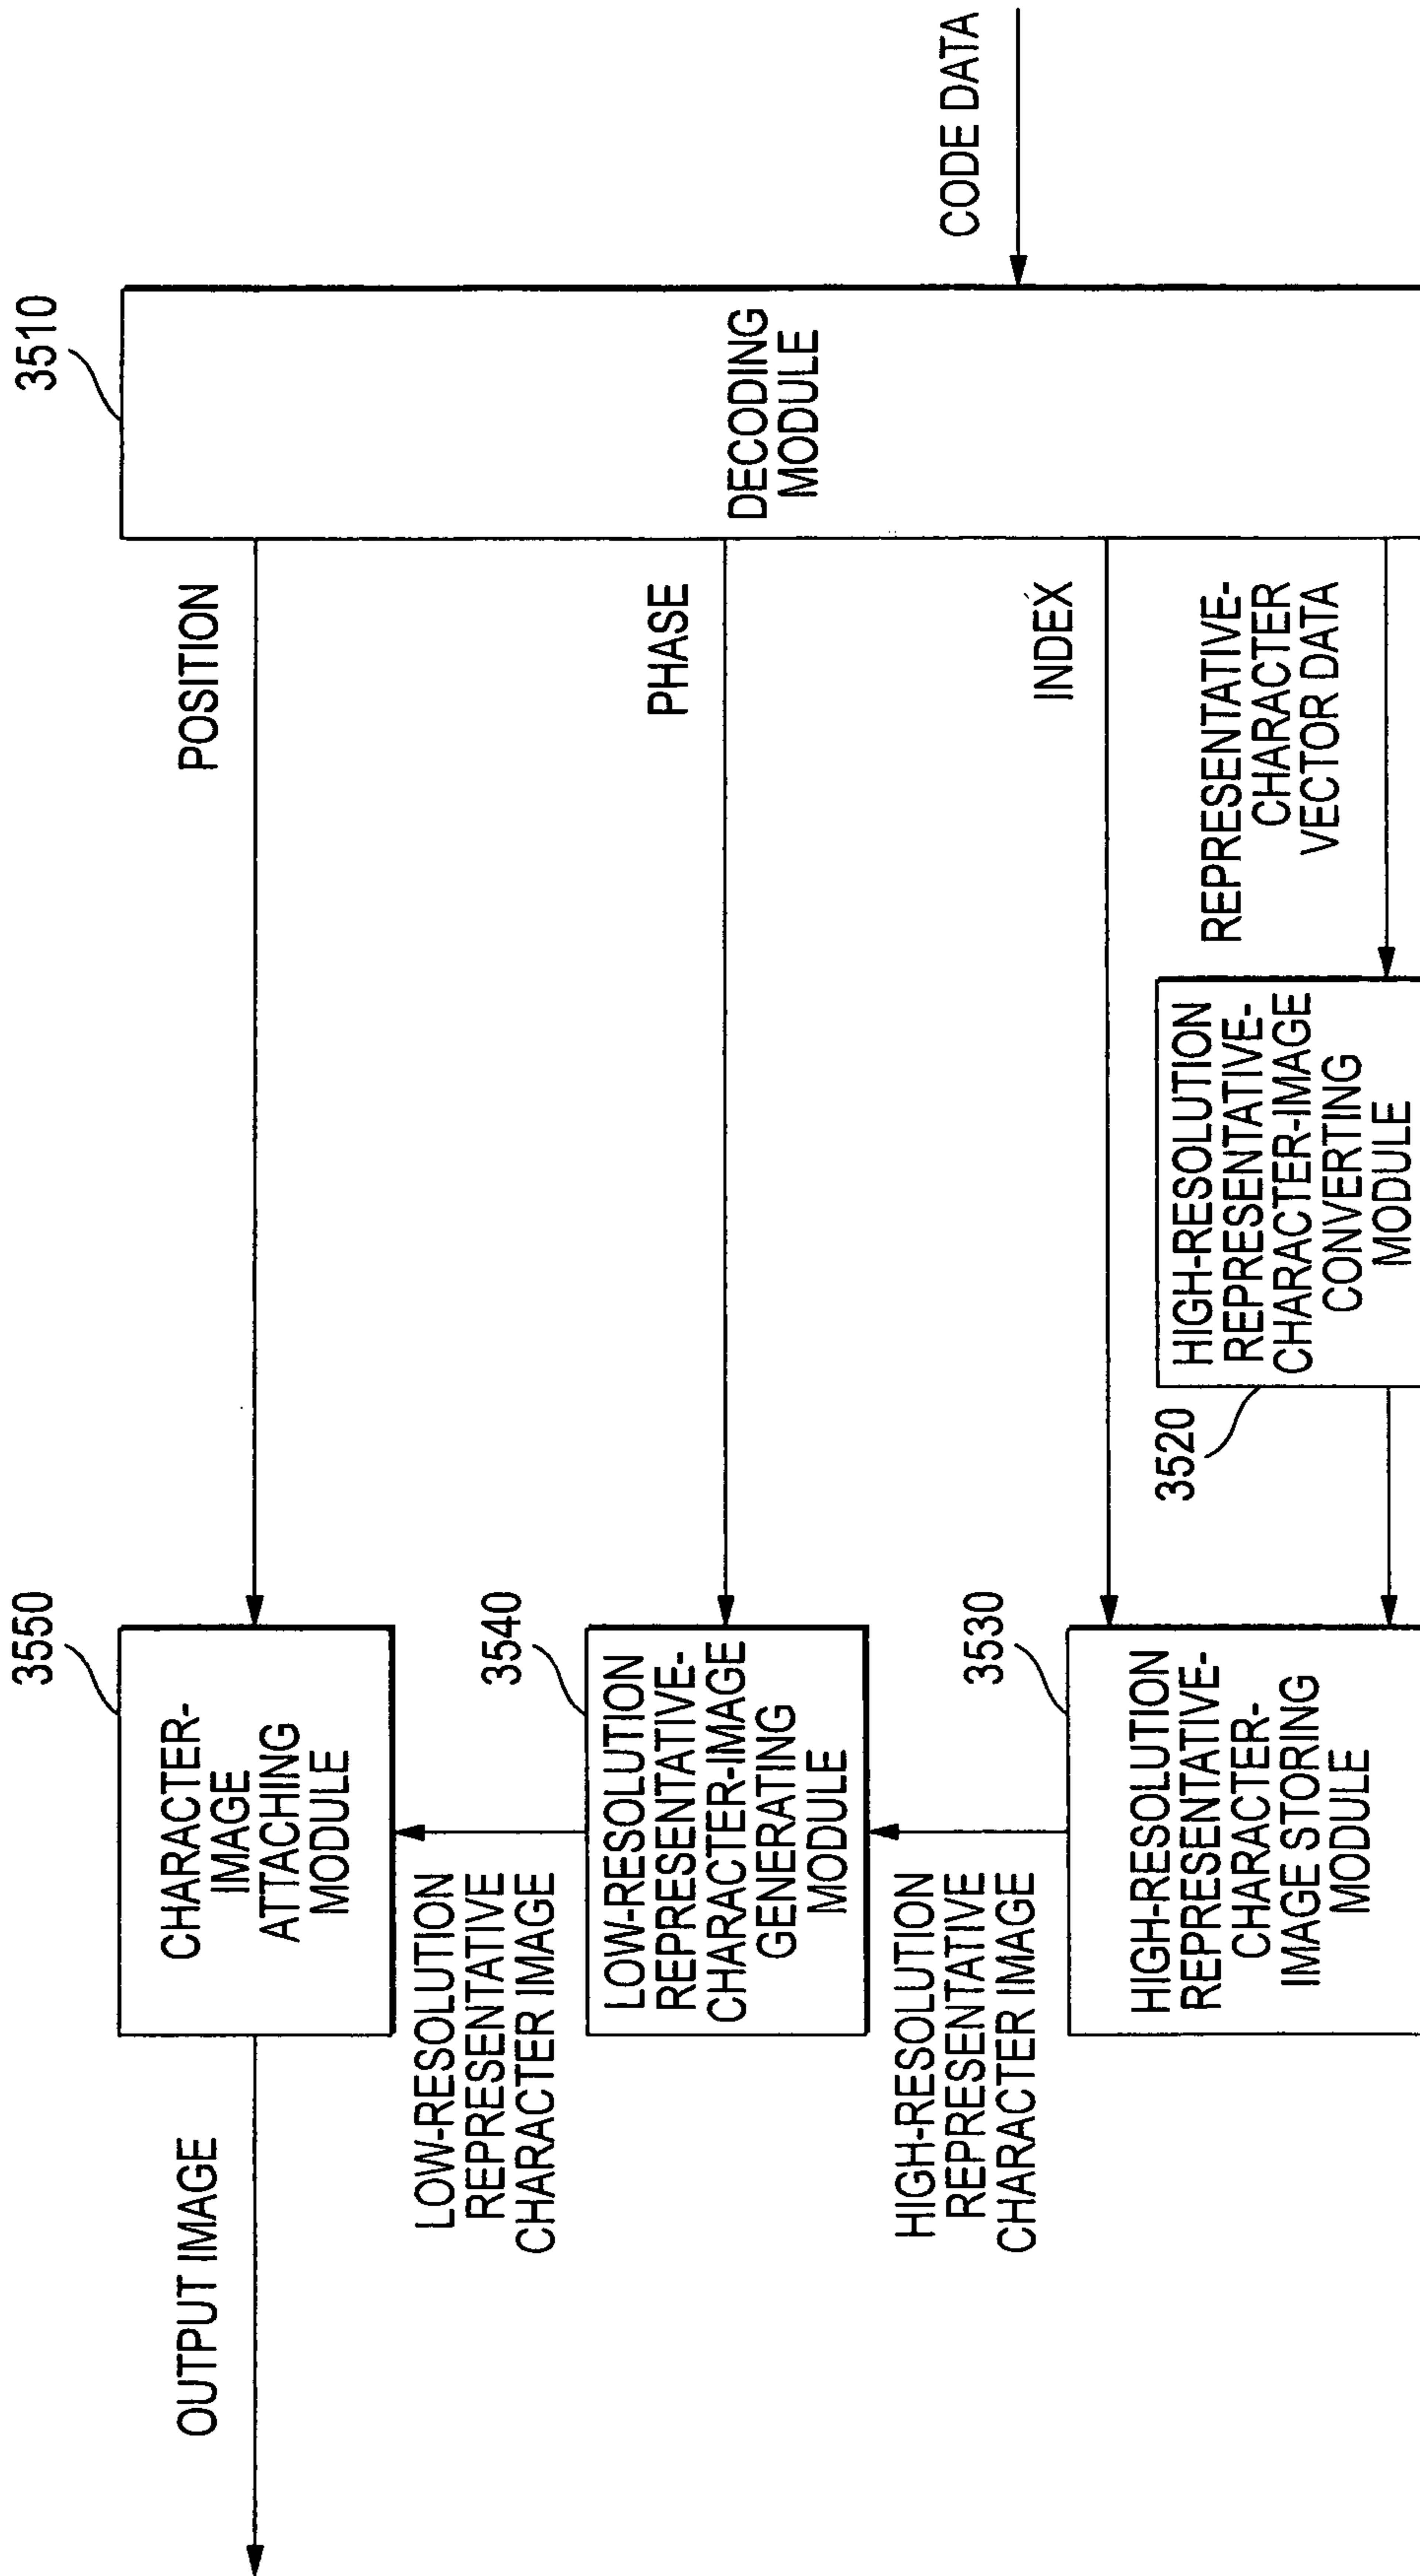 3510
DECODING
MODULE
CODE DATA
POSITION
PHASE
INDEX
REPRESENTATIVE-
CHARACTER
VECTOR DATA
HIGH-RESOLUTION
REPRESENTATIVE-
CHARACTER-IMAGE
CONVERTING
MODULE
3520
3550
CHARACTER-
IMAGE
ATTACHING
MODULE
3540
LOW-RESOLUTION
REPRESENTATIVE-
CHARACTER-IMAGE
GENERATING
MODULE
3530
HIGH-RESOLUTION
REPRESENTATIVE-
CHARACTER-
IMAGE STORING
MODULE
LOW-RESOLUTION
REPRESENTATIVE
CHARACTER IMAGE
HIGH-RESOLUTION
REPRESENTATIVE
CHARACTER IMAGE
OUTPUT IMAGE